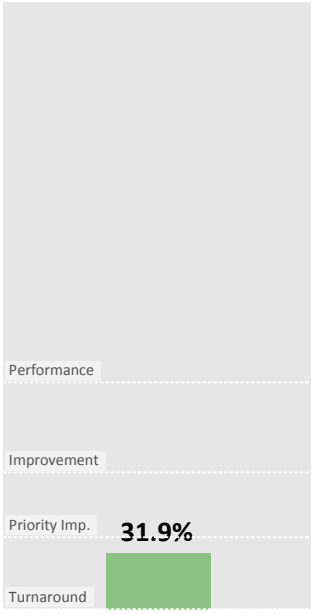 Performance
Improvement
Priority Imp.
31.9%
Turnaround